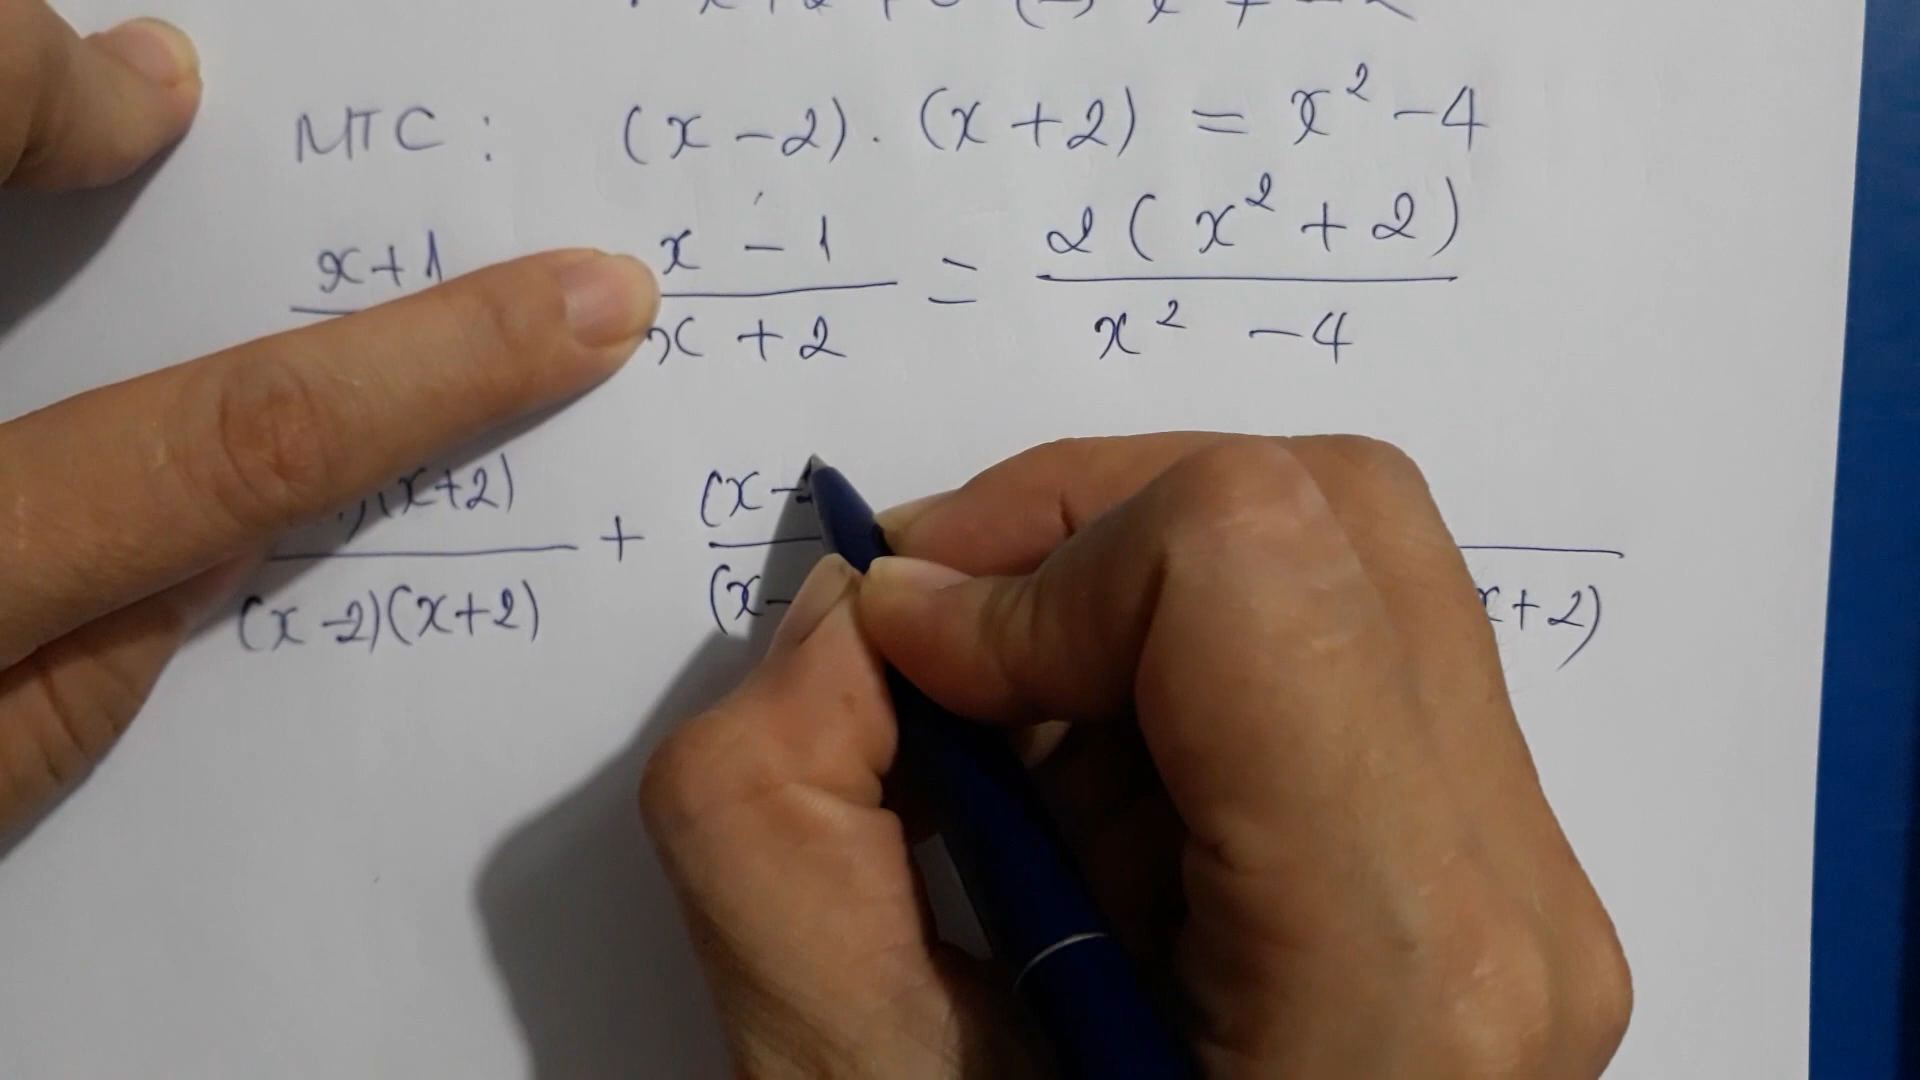 MTC : (x-2).(x+2) = x² -4
x+1 x - 1 = 2(x² + 2)
x + 2 x² - 4
(x+2) + (x-
(x-2)(x+2) (x- x+2)